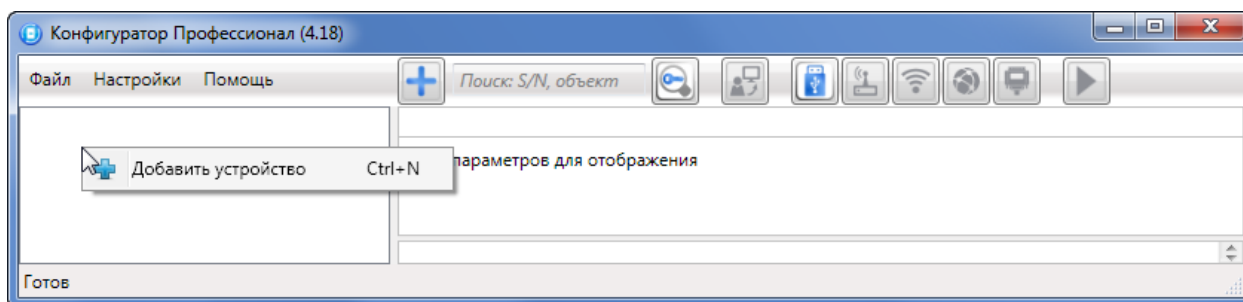 Конфигуратор Профессионал (4.18)
Файл Настройки Помощь Поиск: S/N, объект
Добавить устройство Ctrl+N
параметров для отображения
Готов